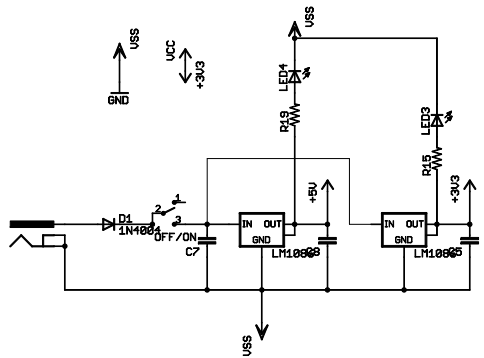 VSS
VSS
VCC
+3V3
GND
LED4
LED3
R19
R15
D1
1N4004
1
2
3
OFF/ON
+5V
+3V3
IN OUT
GND
IN OUT
GND
C7
LM1086
C8
LM1086
C5
VSS